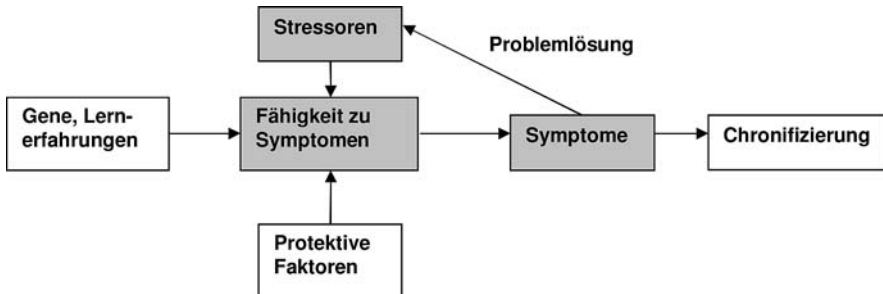 Stressoren
Problemlösung
Gene, Lern-
erfahrungen
Fähigkeit zu
Symptomen
Symptome
Chronifizierung
Protektive
Faktoren